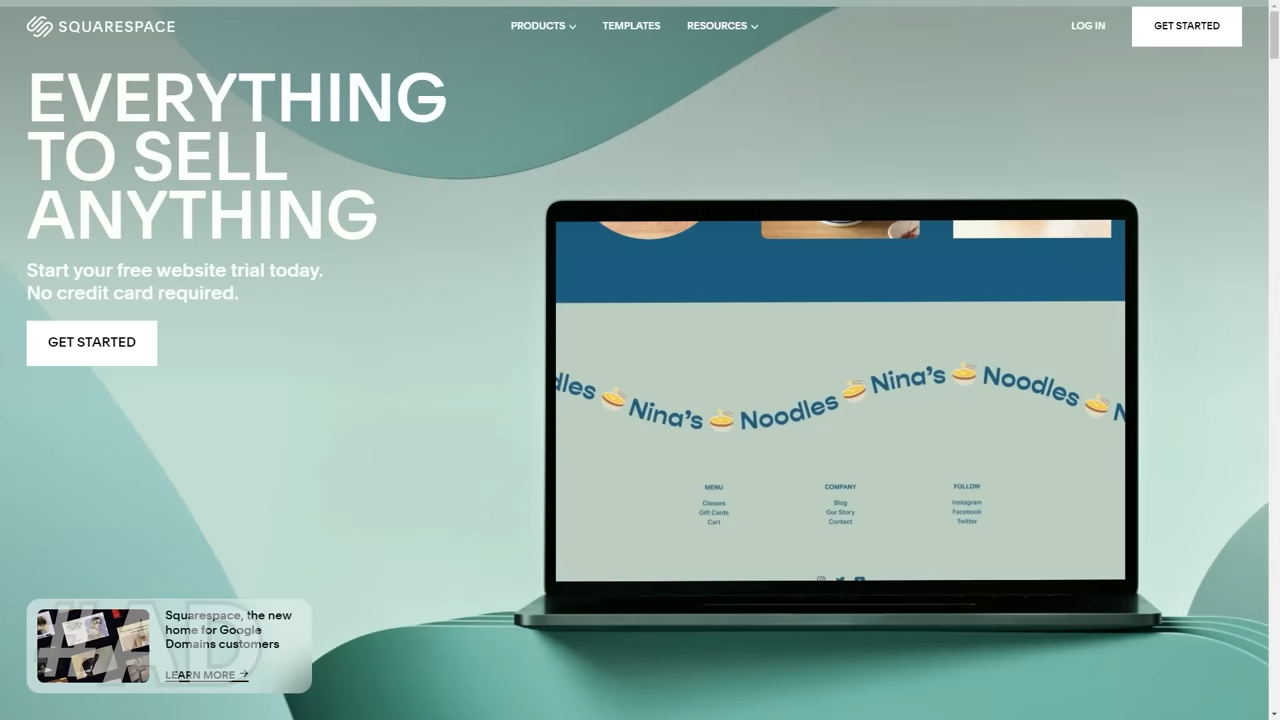 SQUARESPACE
PRODUCTS
TEMPLATES
RESOURCES
LOG IN
GET STARTED
EVERYTHING
TO SELL
ANYTHING
Start your free website trial today.
No credit card required.
GET STARTED
dles Nina's Noodles Nina's Noodles N
MENU
Classes
Gift Cards
Cart
COMPANY
Blog
Our Story
Contact
FOLLOW
Instagram
Facebook
Twitter
#AD
Squarespace, the new
home for Google
Domains customers
LEARN MORE